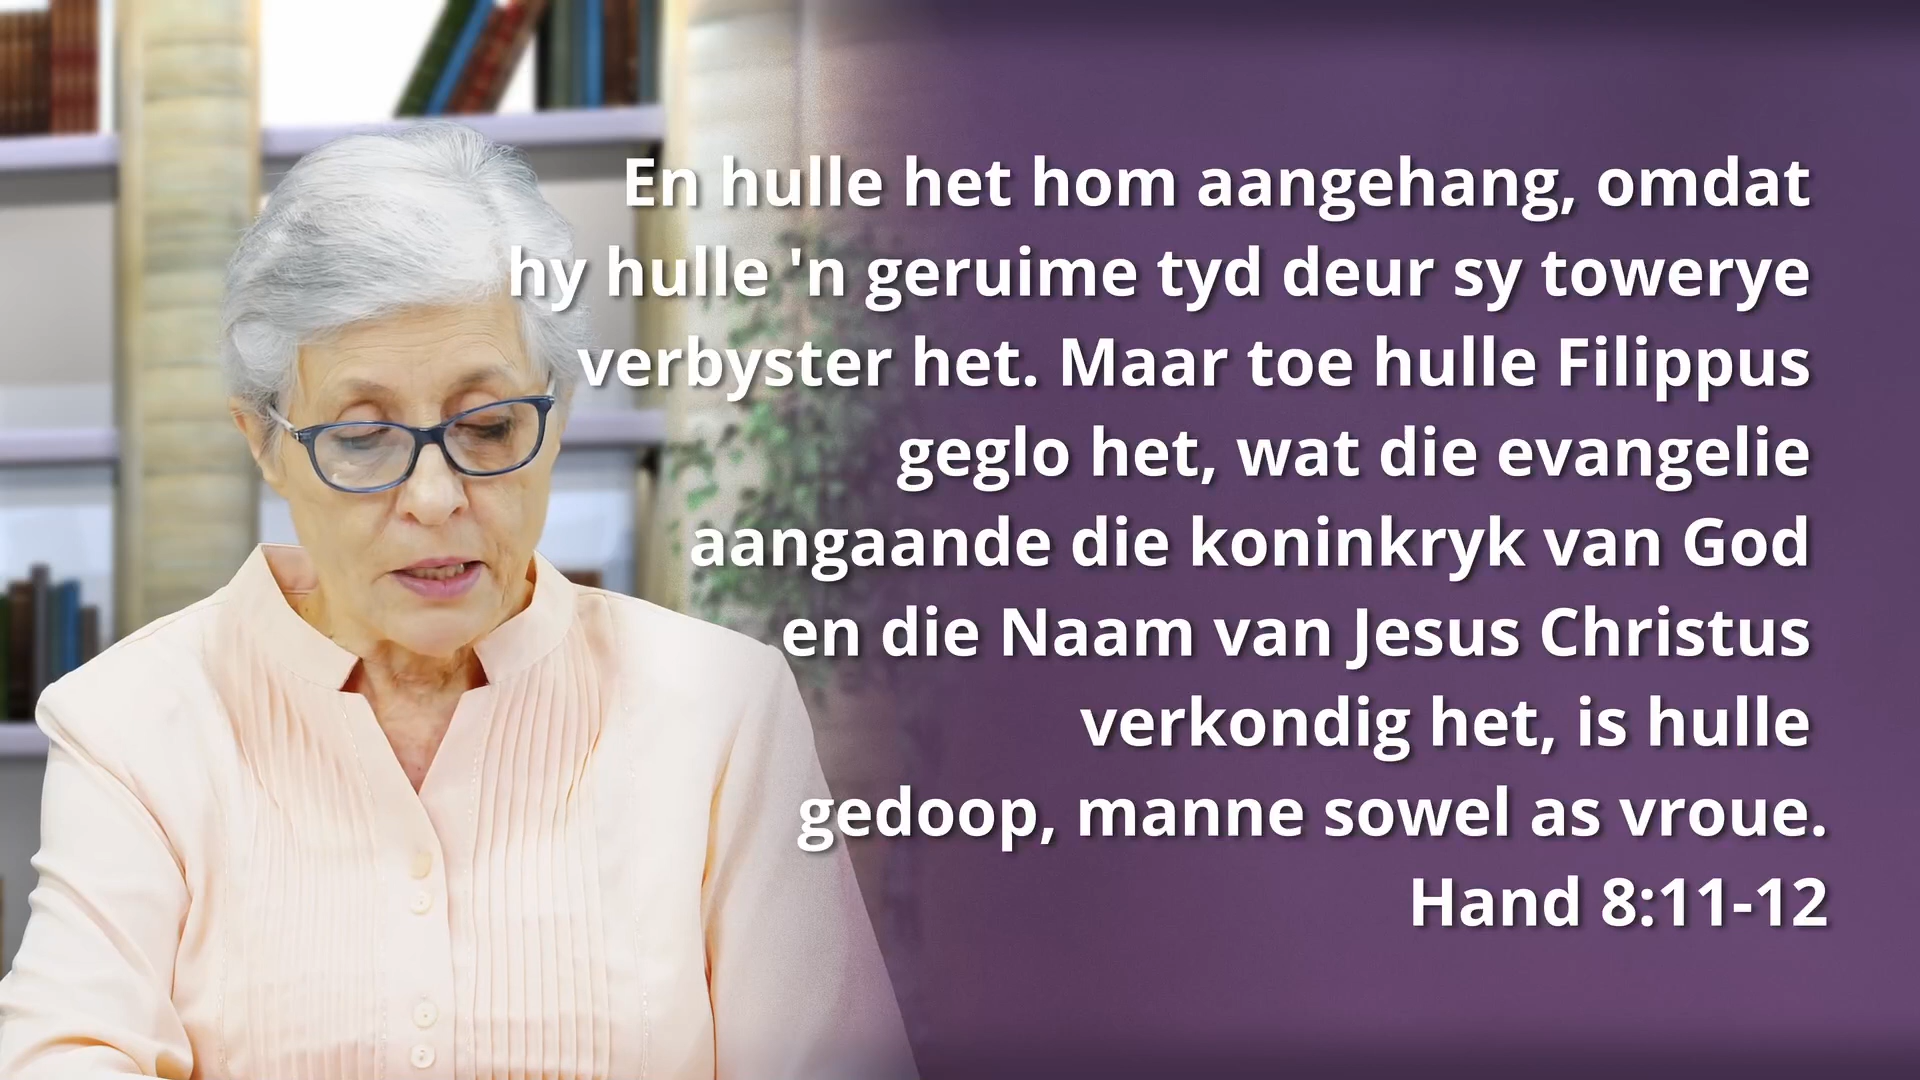 En hulle het hom aangehang, omdat
hy hulle 'n geruime tyd deur sy towerye
verbyster het. Maar toe hulle Filippus
geglo het, wat die evangelie
aangaande die koninkryk van God
en die Naam van Jesus Christus
verkondig het, is hulle
gedoop, manne sowel as vroue.
Hand 8:11-12